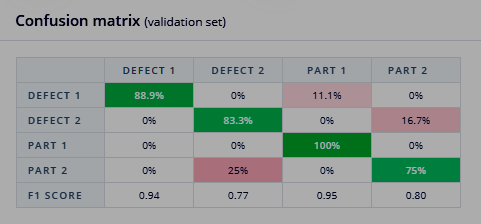 Confusion matrix (validation set)
DEFECT 1 DEFECT 2 PART 1 PART 2
DEFECT 1 88.9% 0% 11.1% 0%
DEFECT 2 0% 83.3% 0% 16.7%
PART 1 0% 0% 100% 0%
PART 2 0% 25% 0% 75%
F1 SCORE 0.94 0.77 0.95 0.80